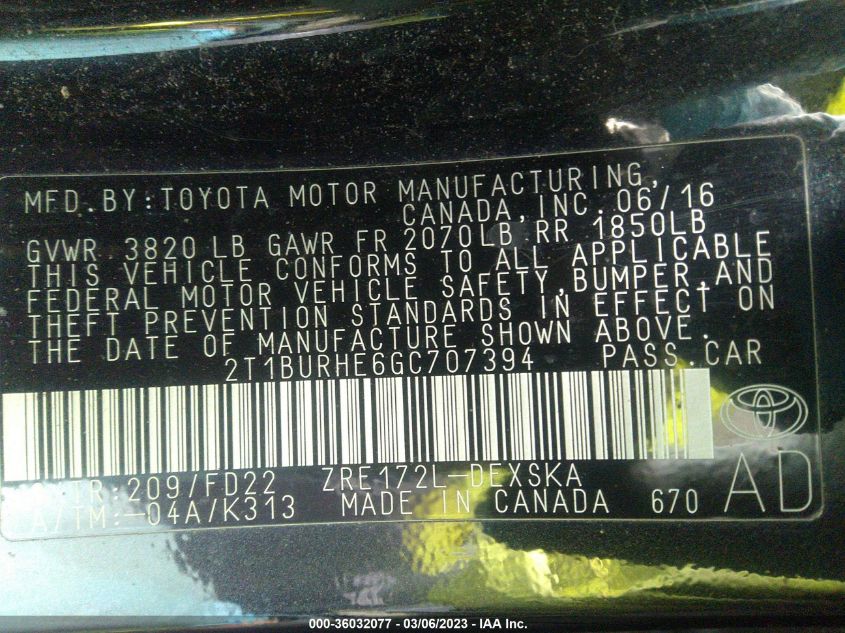 MFD.BY:TOYOTA MOTOR MANUFACTURING,
CANADA, INC. 06/16
GVWR 3820 LB GAWR FR 2070LB RR 1850LB
THIS VEHICLE CONFORMS TO ALL APPLICABLE
FEDERAL MOTOR VEHICLE SAFETY,BUMPER,AND
THEFT PREVENTION STANDARDS IN EFFECT ON
THE DATE OF MANUFACTURE SHOWN ABOVE.
2T1BURHE6GC707394 PASS.CAR
TR:209/FD22 ZRE172L-DEXSKA
A/TM:-04A/K313 MADE IN CANADA 670 AD
000-36032077 - 03/06/2023 - IAA Inc.